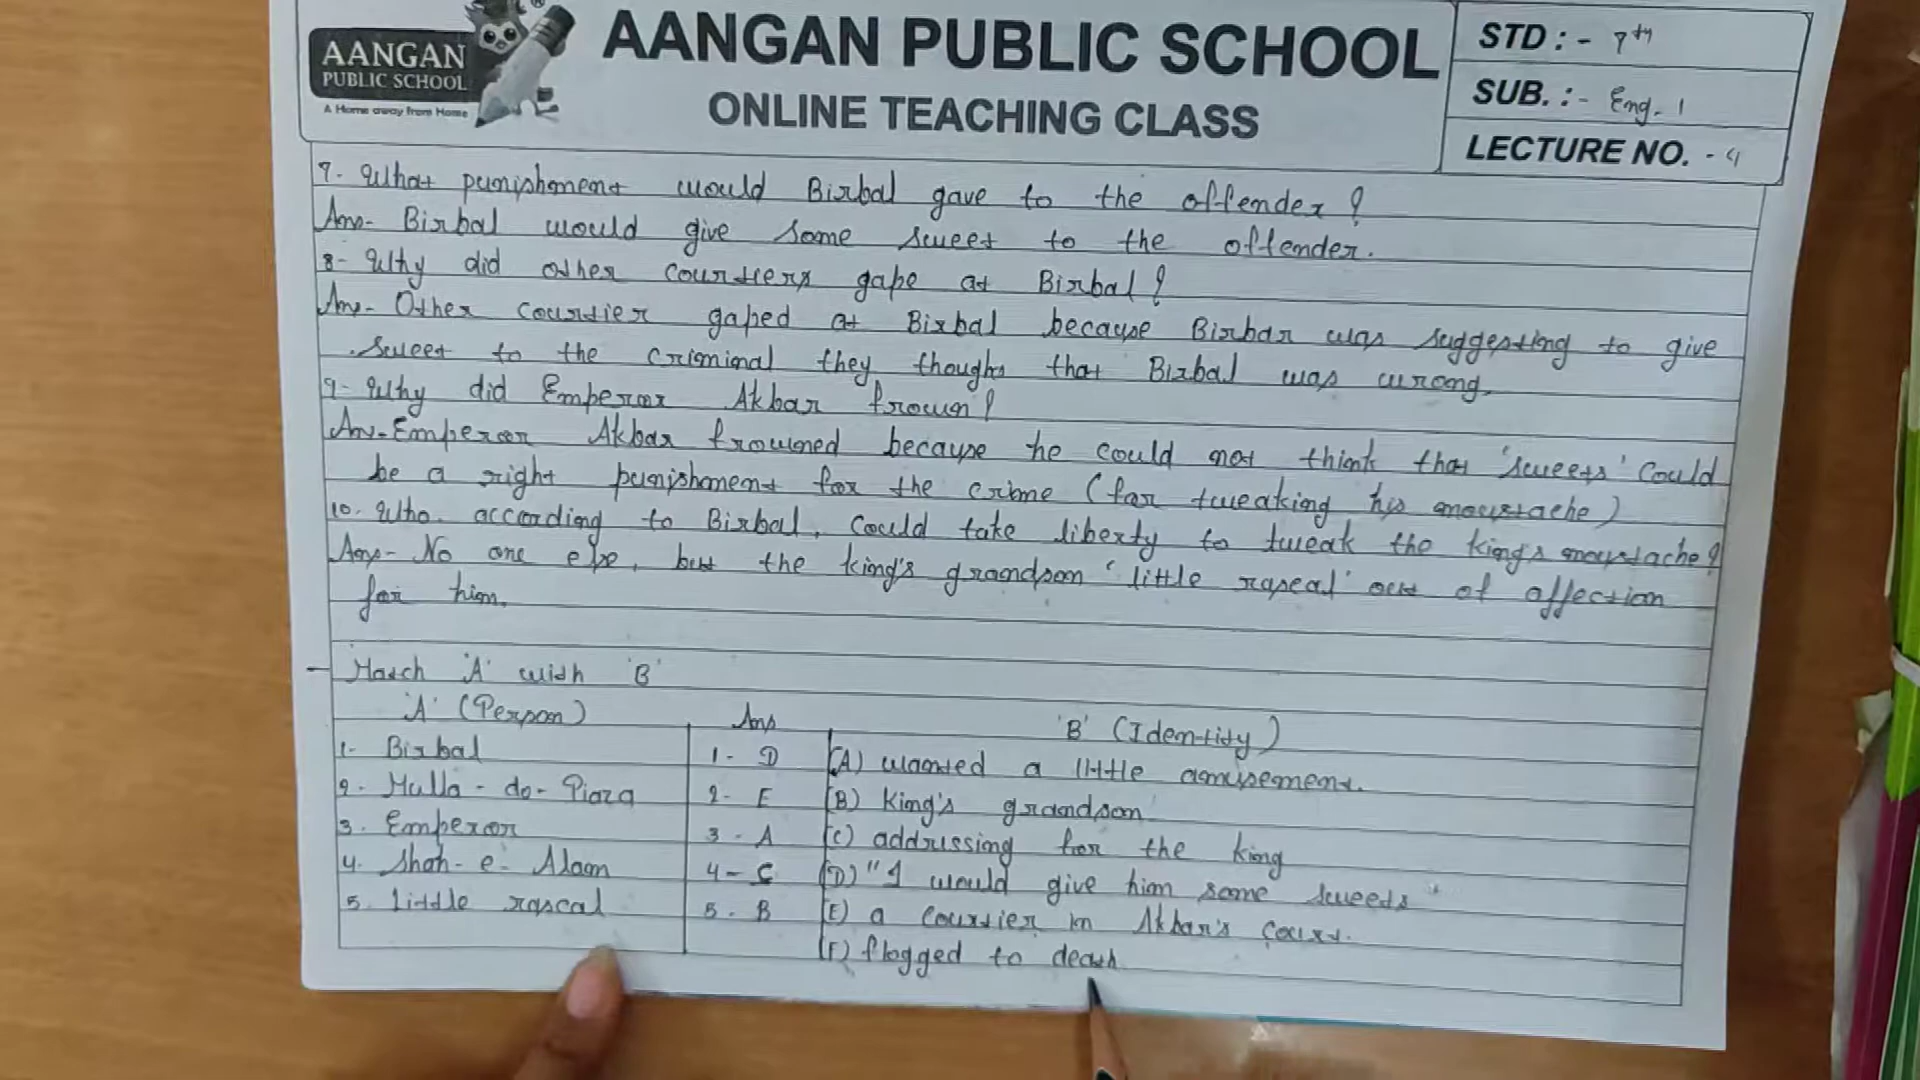 AANGAN
PUBLIC SCHOOL
A Home away from Home
AANGAN PUBLIC SCHOOL
ONLINE TEACHING CLASS
STD : - 7th
SUB. : - Eng. 1
LECTURE NO. - 4
7- What punishment would Birbal gave to the offender ?
Ans- Birbal would give some sweet to the offender.
8- Why did other courtiers gape at Birbal ?
Ans- Other courtier gaped at Birbal because Birbar was suggesting to give
sweet to the criminal they thought that Birbal was wrong.
9- Why did Emperor Akbar frown ?
Ans- Emperor Akbar frowned because he could not think that 'sweets' could
be a right punishment for the crime (for tweaking his moustache)
10. Who, according to Birbal, could take liberty to tweak the king's moustache ?
Ans- No one else, but the king's grandson 'little rascal' out of affection
for him.
- Match 'A' with 'B'
'A' (Person) Ans 'B' (Identity)
1. Birbal 1- D (A) wanted a little amusement.
2. Mulla-do-Piaza 2- E (B) King's grandson
3. Emperor 3- A (C) addressing for the king
4. Shah-e-Alam 4- C (D) "I would give him some sweets"
5. little rascal 5- B (E) a courtier in Akbar's court.
(F) flogged to death